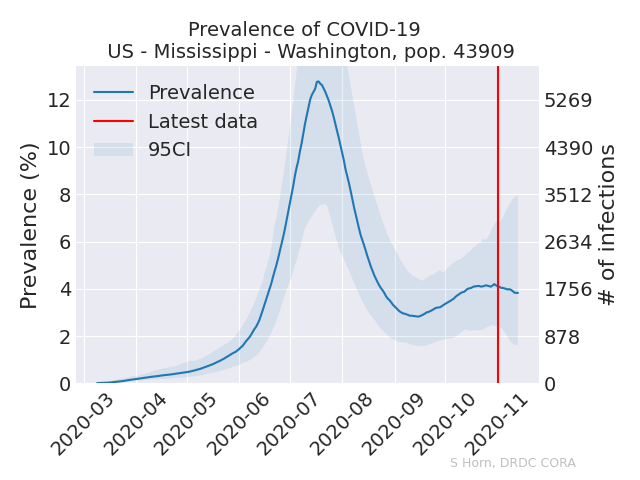 Prevalence of COVID-19
US - Mississippi - Washington, pop. 43909
Prevalence
Latest data
95CI
Prevalence (%)
12
10
8
6
4
2
0
5269
4390
3512
2634
1756
878
0
# of infections
2020-03
2020-04
2020-05
2020-06
2020-07
2020-08
2020-09
2020-10
2020-11
S Horn, DRDC CORA